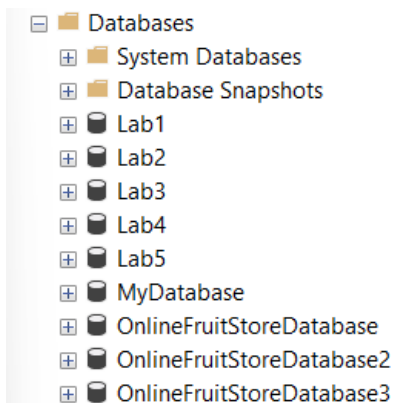 Databases
System Databases
Database Snapshots
Lab1
Lab2
Lab3
Lab4
Lab5
MyDatabase
OnlineFruitStoreDatabase
OnlineFruitStoreDatabase2
OnlineFruitStoreDatabase3